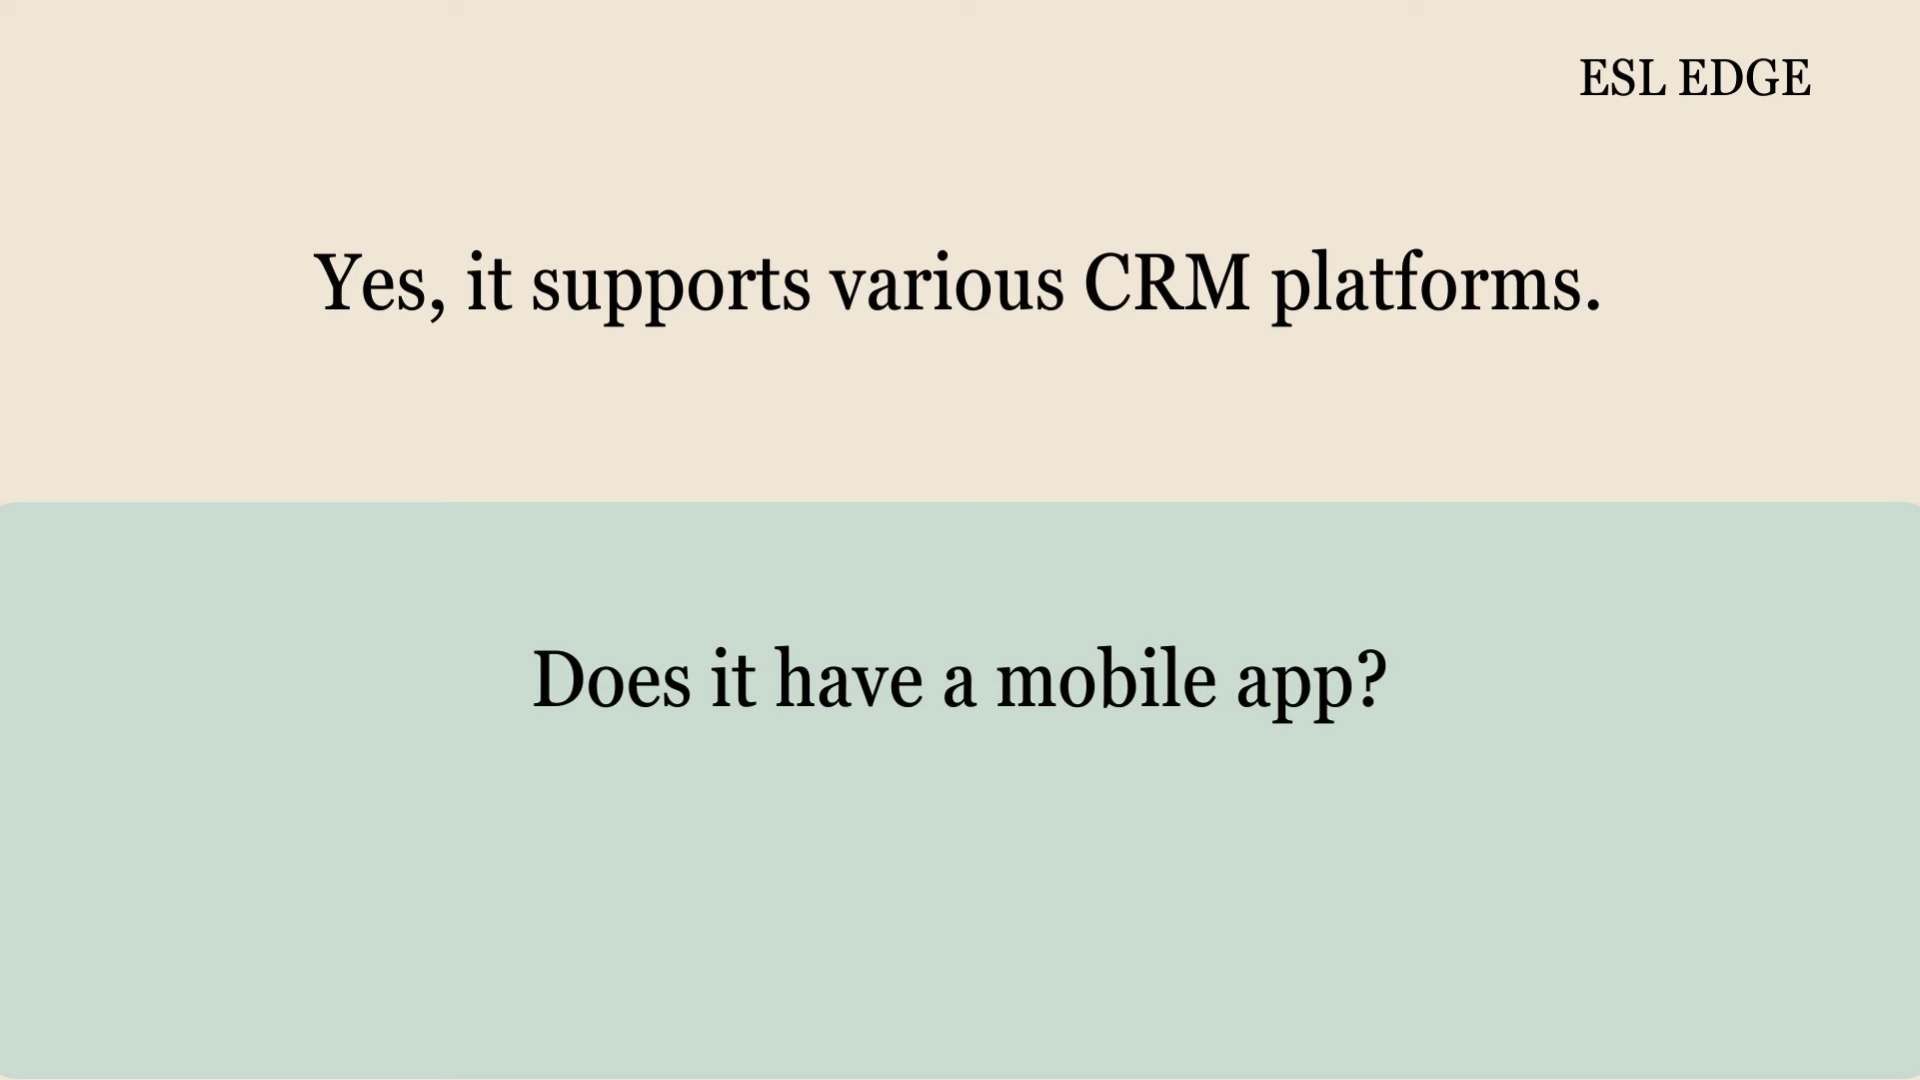 ESL EDGE
Yes, it supports various CRM platforms.
Does it have a mobile app?